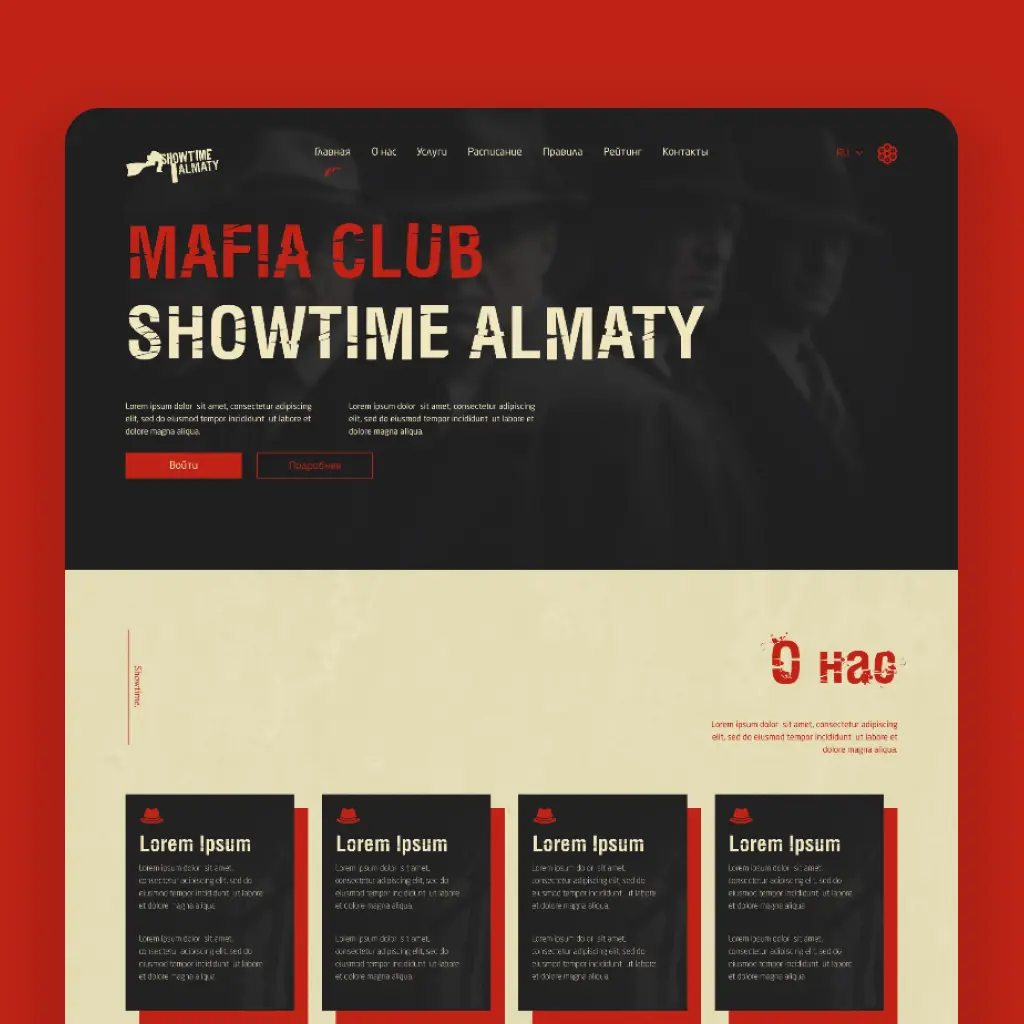 SHOWTIME
ALMATY
Главная О нас Услуги Расписание Правила Рейтинг Контакты
RU
MAFIA CLUB
SHOWTIME ALMATY
Lorem ipsum dolor sit amet, consectetur adipiscing
elit, sed do eiusmod tempor incididunt ut labore et
dolore magna aliqua.
Lorem ipsum dolor sit amet, consectetur adipiscing
elit, sed do eiusmod tempor incididunt ut labore et
dolore magna aliqua.
Войти
Подробнее
Showtime.
О нас
Lorem ipsum dolor sit amet, consectetur adipiscing
elit, sed do eiusmod tempor incididunt ut labore et
dolore magna aliqua.
Lorem Ipsum
Lorem ipsum dolor sit amet,
consectetur adipiscing elit, sed do
eiusmod tempor incididunt ut labore
et dolore magna aliqua.
Lorem ipsum dolor sit amet,
consectetur adipiscing elit, sed do
eiusmod tempor incididunt ut labore
et dolore magna aliqua.
Lorem Ipsum
Lorem ipsum dolor sit amet,
consectetur adipiscing elit, sed do
eiusmod tempor incididunt ut labore
et dolore magna aliqua.
Lorem ipsum dolor sit amet,
consectetur adipiscing elit, sed do
eiusmod tempor incididunt ut labore
et dolore magna aliqua.
Lorem Ipsum
Lorem ipsum dolor sit amet,
consectetur adipiscing elit, sed do
eiusmod tempor incididunt ut labore
et dolore magna aliqua.
Lorem ipsum dolor sit amet,
consectetur adipiscing elit, sed do
eiusmod tempor incididunt ut labore
et dolore magna aliqua.
Lorem Ipsum
Lorem ipsum dolor sit amet,
consectetur adipiscing elit, sed do
eiusmod tempor incididunt ut labore
et dolore magna aliqua.
Lorem ipsum dolor sit amet,
consectetur adipiscing elit, sed do
eiusmod tempor incididunt ut labore
et dolore magna aliqua.